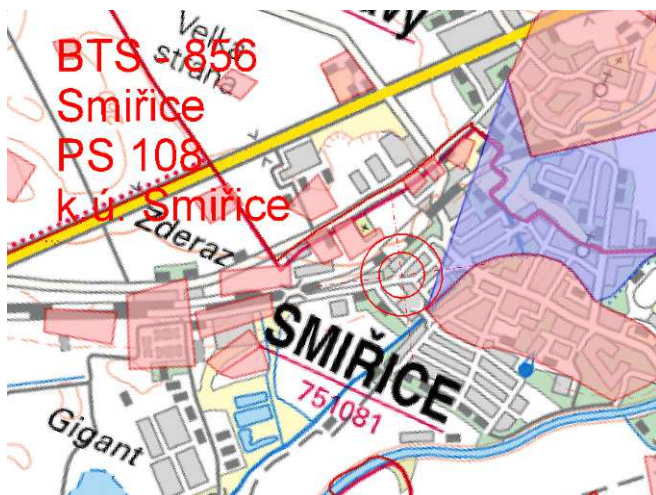 BTS - 856
Smiřice
PS 108
k.ú. Smiřice
Velká
strana
Zderaz
SMIŘICE
751081
Gigant